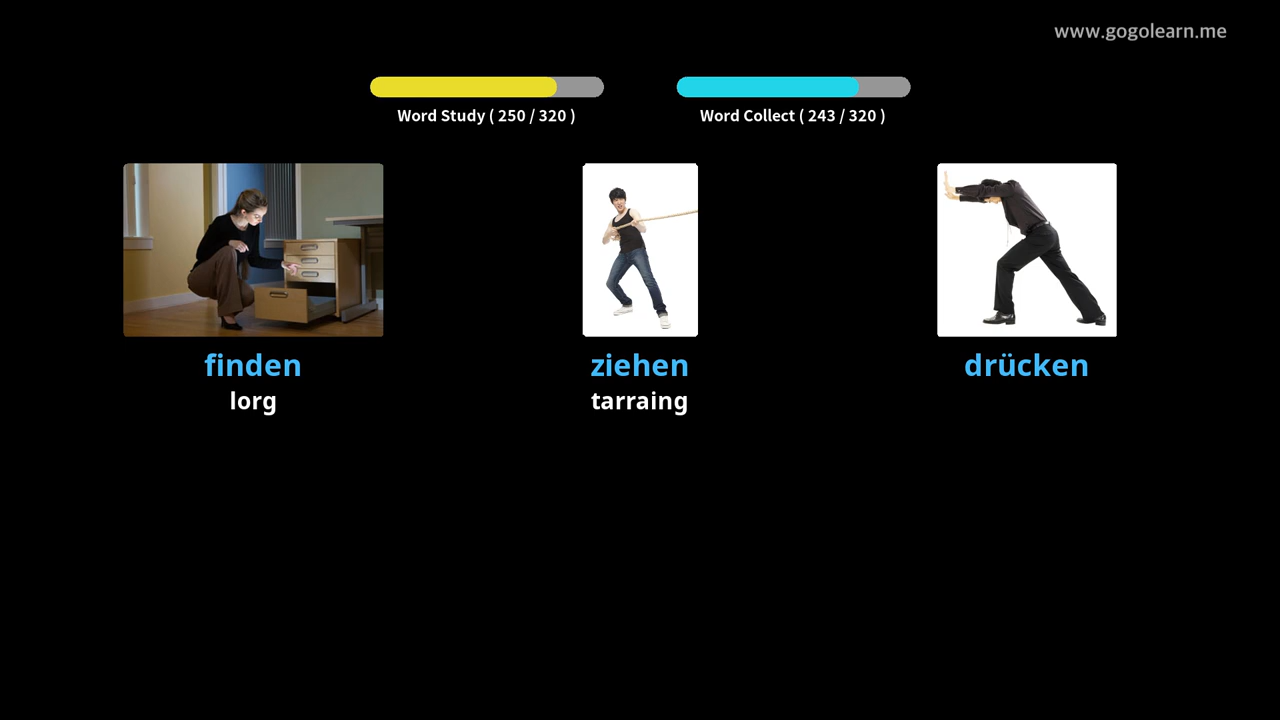 www.gogolearn.me
Word Study ( 250 / 320 )
Word Collect ( 243 / 320 )
finden
ziehen
drücken
lorg
tarraing